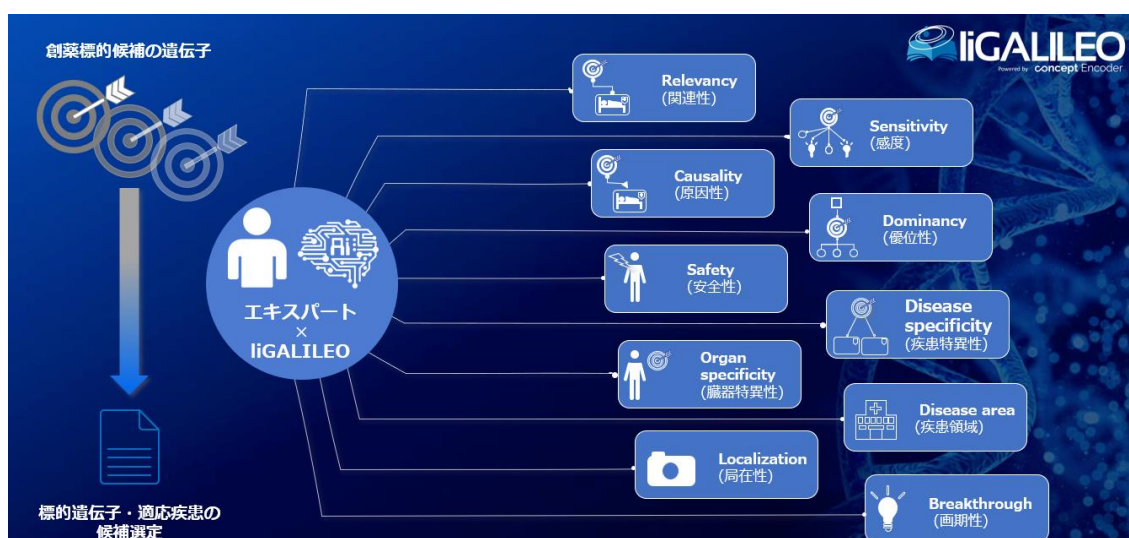 創薬標的候補の遺伝子
liGALILEO
Powered by concept Encoder
Relevancy
(関連性)
Sensitivity
(感度)
Causality
(原因性)
Dominancy
(優位性)
Ai
エキスパート
×
liGALILEO
Safety
(安全性)
Disease
specificity
(疾患特異性)
Organ
specificity
(臓器特異性)
Disease area
(疾患領域)
Localization
(局在性)
Breakthrough
(画期性)
標的遺伝子・適応疾患の
候補選定